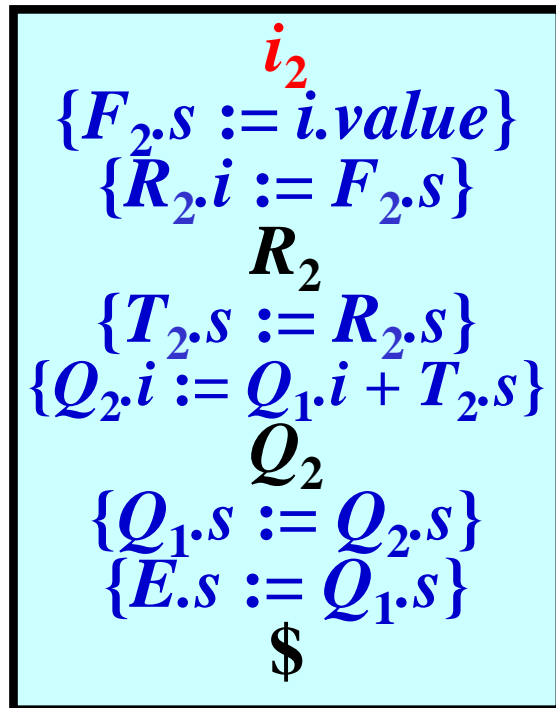 i₂
{F₂.s := i.value}
{R₂.i := F₂.s}
R₂
{T₂.s := R₂.s}
{Q₂.i := Q₁.i + T₂.s}
Q₂
{Q₁.s := Q₂.s}
{E.s := Q₁.s}
$